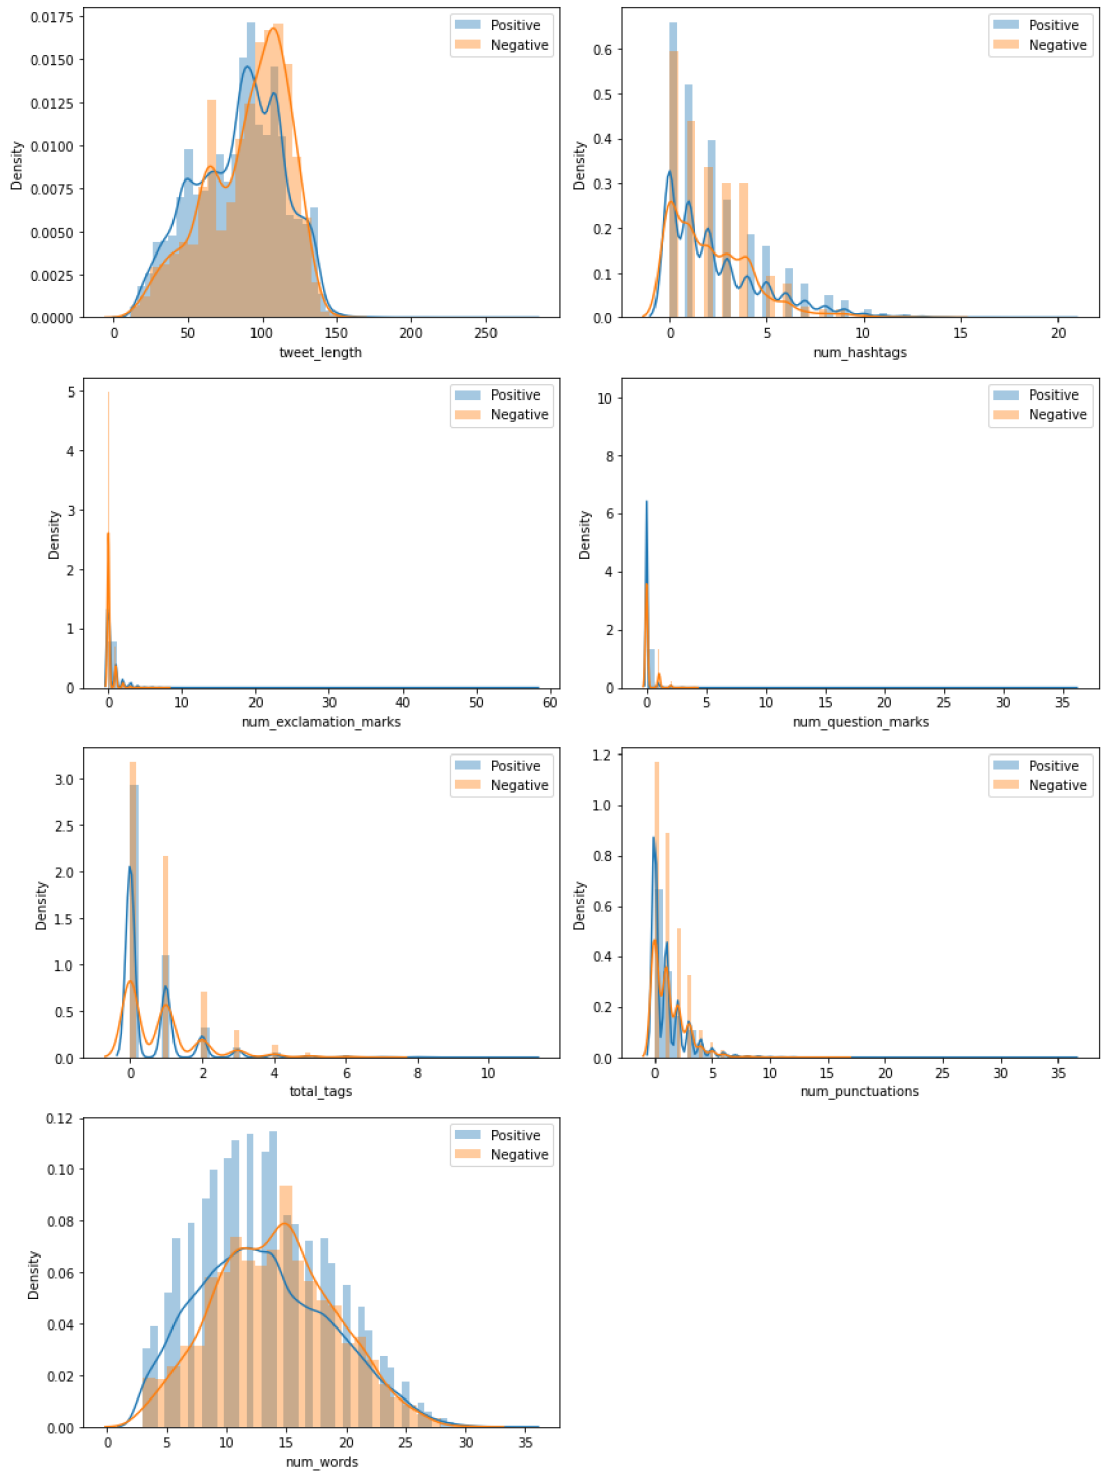 Positive
Negative
0.0175
0.0150
0.0125
0.0100
0.0075
0.0050
0.0025
0.0000
Density
0 50 100 150 200 250
tweet_length
Positive
Negative
0.6
0.5
0.4
0.3
0.2
0.1
0.0
Density
0 5 10 15 20
num_hashtags
Positive
Negative
5
4
3
2
1
0
Density
0 10 20 30 40 50 60
num_exclamation_marks
Positive
Negative
10
8
6
4
2
0
Density
0 5 10 15 20 25 30 35
num_question_marks
Positive
Negative
3.0
2.5
2.0
1.5
1.0
0.5
0.0
Density
0 2 4 6 8 10
total_tags
Positive
Negative
1.2
1.0
0.8
0.6
0.4
0.2
0.0
Density
0 5 10 15 20 25 30 35
num_punctuations
Positive
Negative
0.12
0.10
0.08
0.06
0.04
0.02
0.00
Density
0 5 10 15 20 25 30 35
num_words